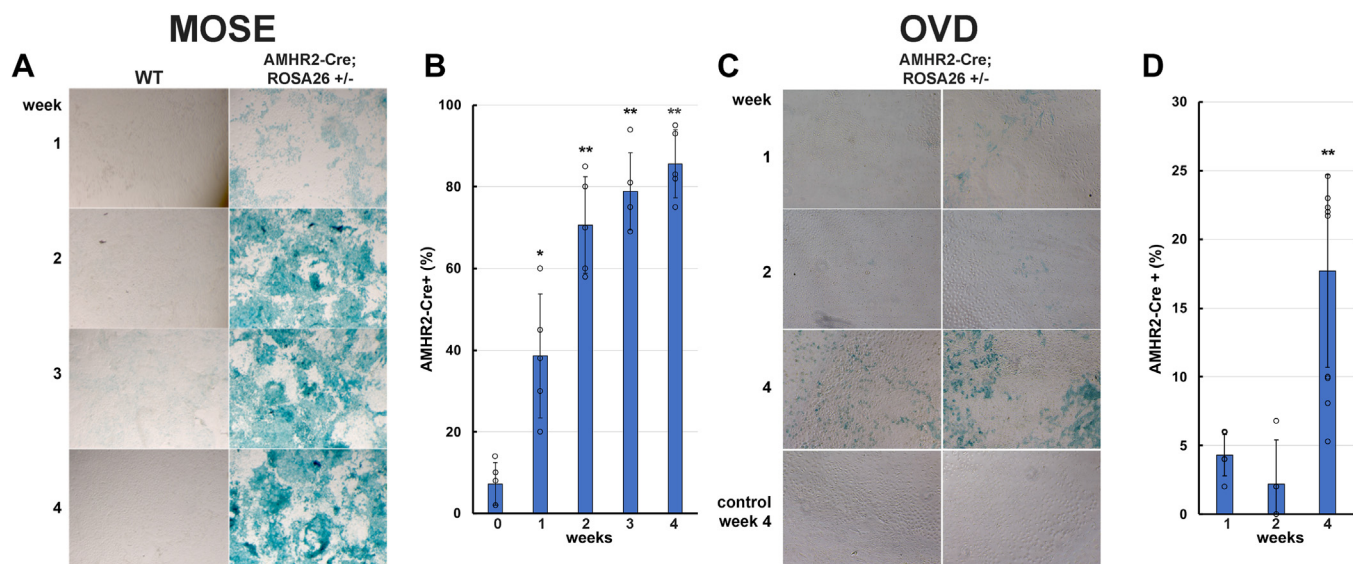 MOSE
OVD
A
WT
AMHR2-Cre;
ROSA26 +/-
week
1
2
3
4
B
AMHR2-Cre+ (%)
100
80
60
40
20
0
*
**
**
**
0 1 2 3 4
weeks
C
AMHR2-Cre;
ROSA26 +/-
week
1
2
4
control
week 4
D
AMHR2-Cre + (%)
30
25
20
15
10
5
0
**
1 2 4
weeks